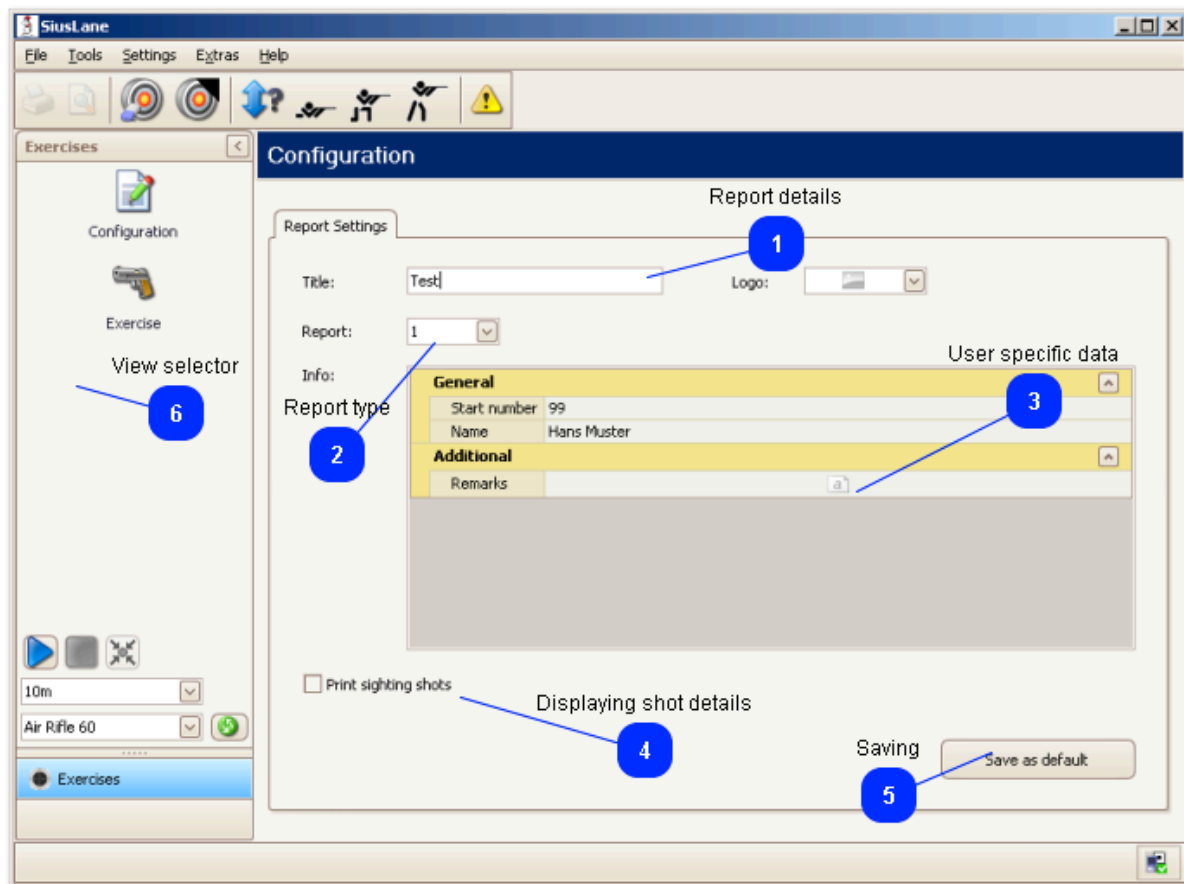 SiusLane
File Tools Settings Extras Help
Exercises
Configuration
Exercise
View selector
6
10m
Air Rifle 60
Exercises
Configuration
Report details
1
Report Settings
Title: Test Logo:
Report: 1
User specific data
3
Info:
Report type
2
General
Start number 99
Name Hans Muster
Additional
Remarks a
Print sighting shots
Displaying shot details
4
Saving
5
Save as default